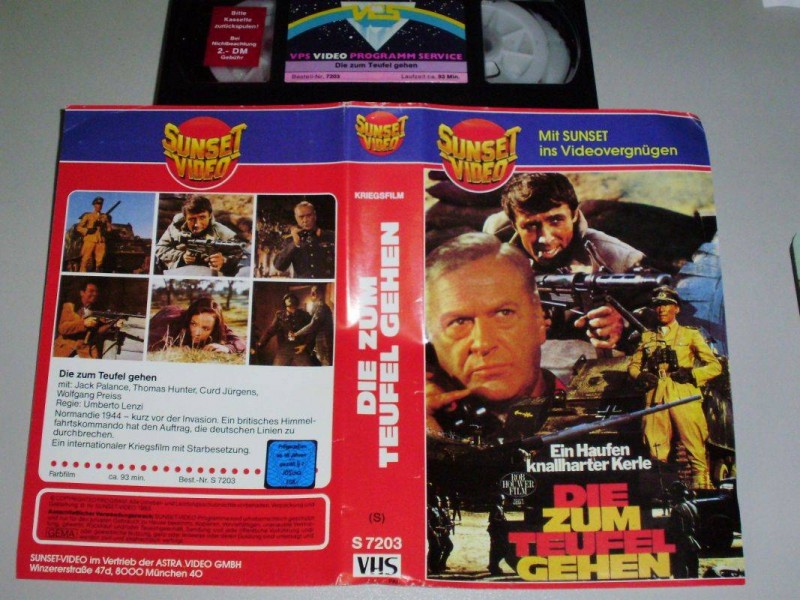 Bitte
Kassette
zurückspulen!
Bei
Nichtbeachtung
2.- DM
Gebühr
VPS
VPS VIDEO PROGRAMM SERVICE
Die zum Teufel gehen
Bestell-Nr. 7203
Laufzeit ca. 93 Min.
SUNSET
VIDEO
Die zum Teufel gehen
mit: Jack Palance, Thomas Hunter, Curd Jürgens,
Wolfgang Preiss
Regie: Umberto Lenzi
Normandie 1944 – kurz vor der Invasion. Ein britisches Himmel-
fahrtskommando hat den Auftrag, die deutschen Linien zu
durchbrechen.
Ein internationaler Kriegsfilm mit Starbesetzung.
Farbfilm
ca. 93 min.
Best.-Nr. S 7203
GEMA
SUNSET-VIDEO im Vertrieb der ASTRA VIDEO GMBH
Winzererstraße 47d, 8000 München 40
SUNSET
VIDEO
KRIEGSFILM
DIE ZUM
TEUFEL GEHEN
(S)
S 7203
VHS
SUNSET
VIDEO
Mit SUNSET
ins Videovergnügen
Ein Haufen
knallharter Kerle
ROB
HOUWER
FILM
DIE
ZUM
TEUFEL
GEHEN